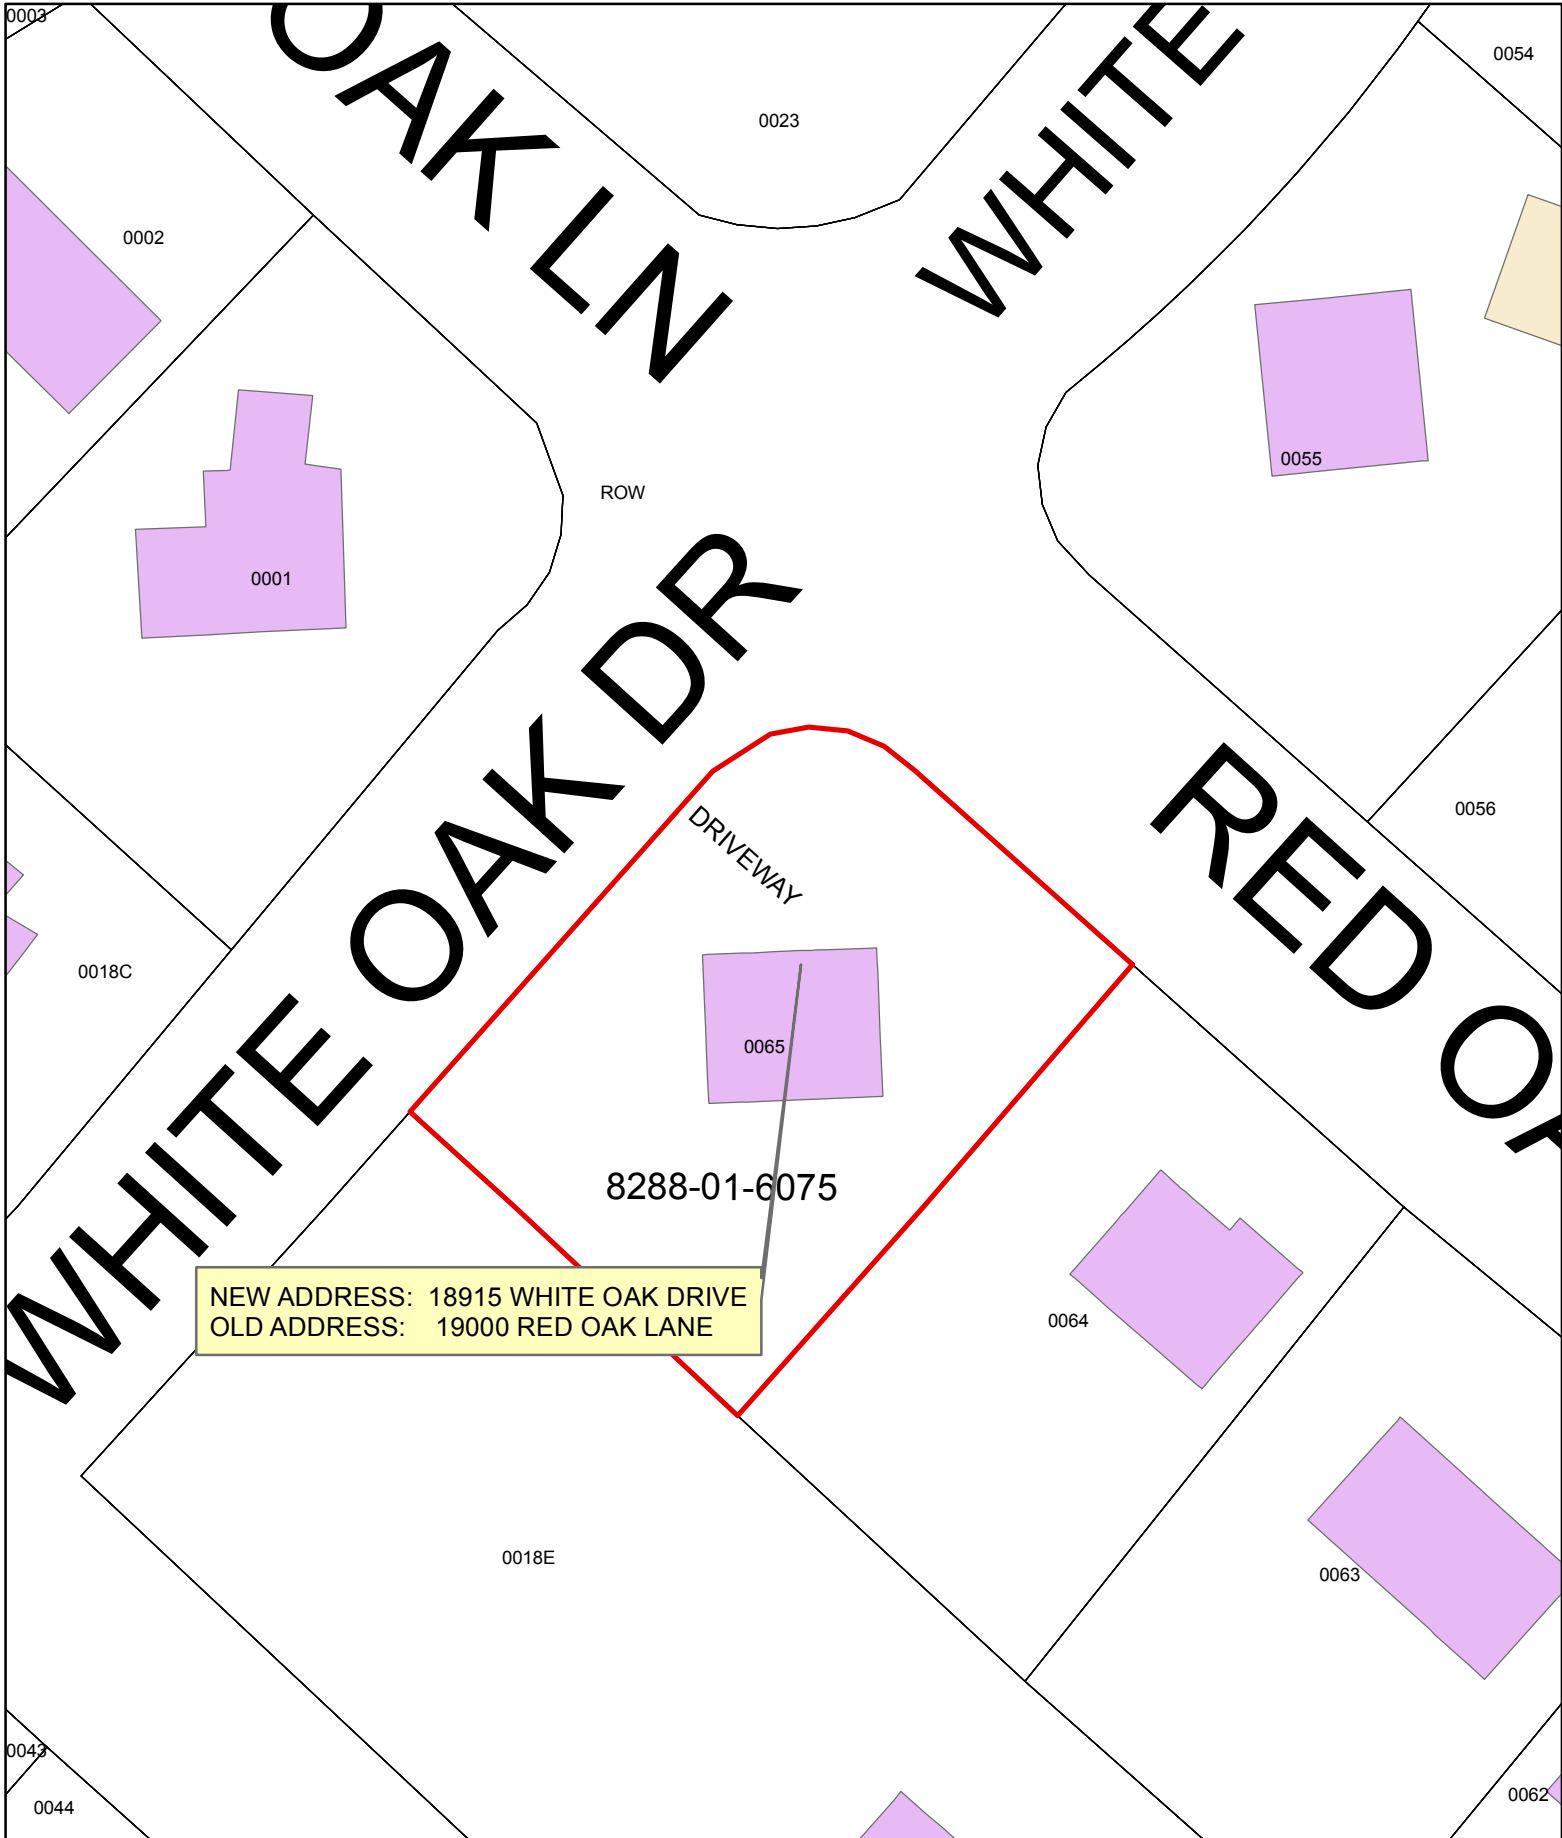 0003
OAK LN
WHITE
0054
0023
0002
0055
ROW
0001
WHITE OAK DR
RED OA
0056
DRIVEWAY
0018C
0065
8288-01-6075
NEW ADDRESS: 18915 WHITE OAK DRIVE
OLD ADDRESS: 19000 RED OAK LANE
0064
0018E
0063
0043
0044
0062